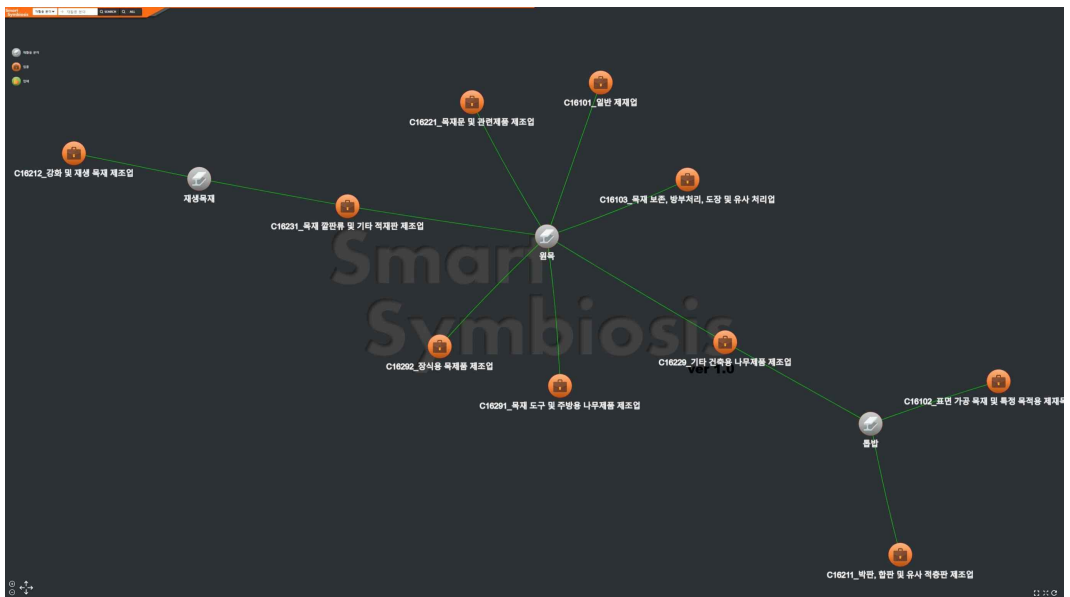 Smart
Symbiosis
SEARCH
C16101_일반 제재업
C16221_목재문 및 관련제품 제조업
C16212_강화 및 재생 목재 제조업
재생목재
C16103_목재 보존, 방부처리, 도장 및 유사 처리업
C16231_목재 깔판류 및 기타 적재판 제조업
원목
Smart
Symbiosis
ver 1.0
C16229_기타 건축용 나무제품 제조업
C16292_장식용 목제품 제조업
C16291_목재 도구 및 주방용 나무제품 제조업
C16102_표면 가공 목재 및 특정 목적용 제재목
톱밥
C16211_박판, 합판 및 유사 적층판 제조업